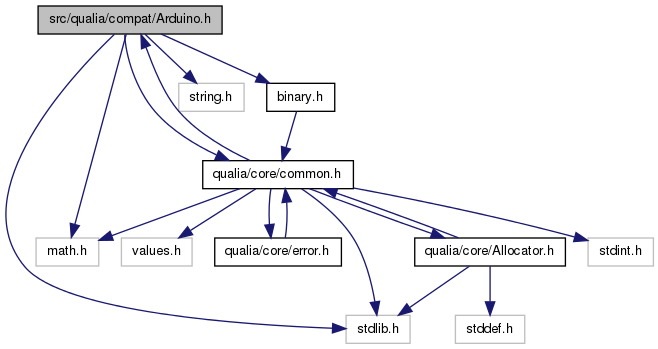 src/qualia/compat/Arduino.h
string.h
binary.h
qualia/core/common.h
math.h
values.h
qualia/core/error.h
qualia/core/Allocator.h
stdint.h
stdlib.h
stddef.h